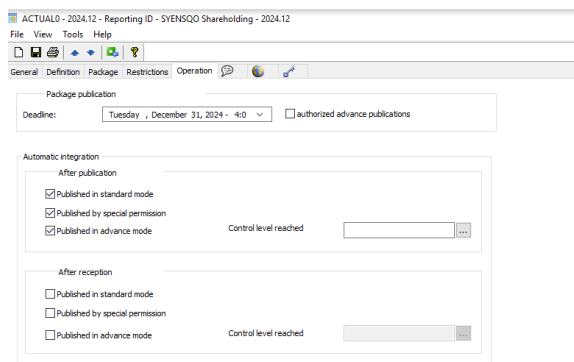 ACTUAL0 - 2024.12 - Reporting ID - SYENSQO Shareholding - 2024.12
File View Tools Help
General Definition Package Restrictions Operation
Package publication
Deadline: Tuesday , December 31, 2024 - 4:0 authorized advance publications
Automatic integration
After publication
Published in standard mode
Published by special permission
Published in advance mode Control level reached ...
After reception
Published in standard mode
Published by special permission
Published in advance mode Control level reached ...